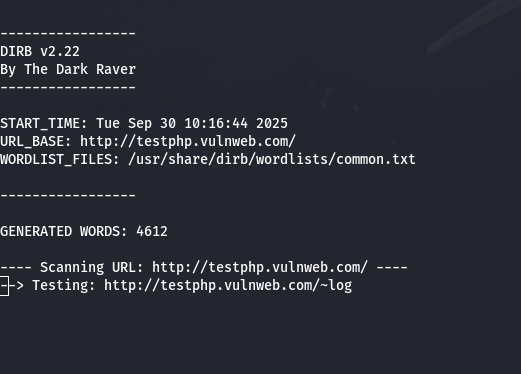 -----------------
DIRB v2.22
By The Dark Raver
-----------------
START_TIME: Tue Sep 30 10:16:44 2025
URL_BASE: http://testphp.vulnweb.com/
WORDLIST_FILES: /usr/share/dirb/wordlists/common.txt
-----------------
GENERATED WORDS: 4612
---- Scanning URL: http://testphp.vulnweb.com/ ----
--> Testing: http://testphp.vulnweb.com/~log